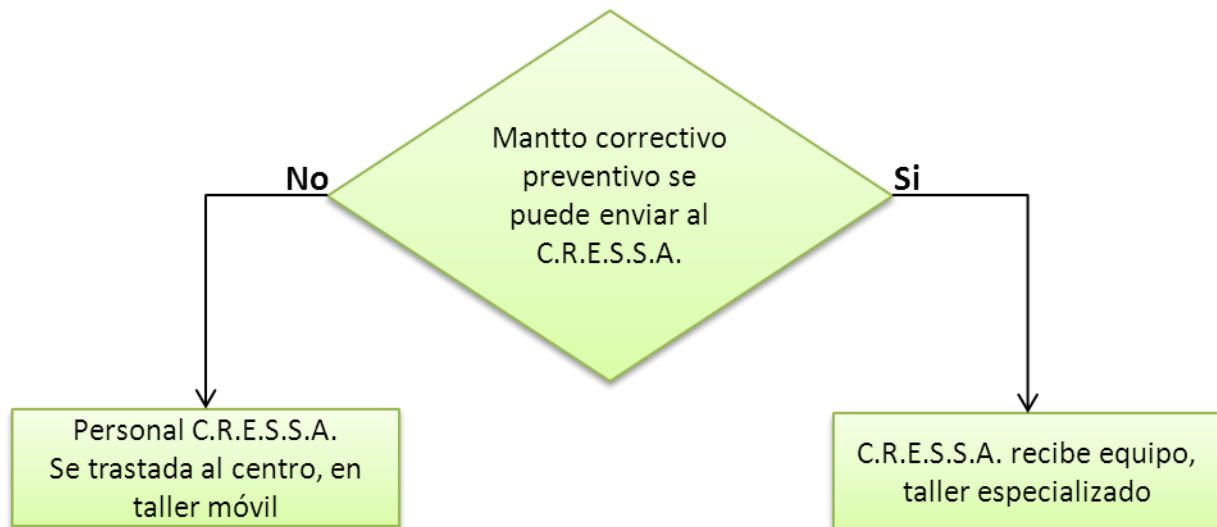 Mantto correctivo
preventivo se
puede enviar al
C.R.E.S.S.A.
No
Si
Personal C.R.E.S.S.A.
Se trastada al centro, en
taller móvil
C.R.E.S.S.A. recibe equipo,
taller especializado